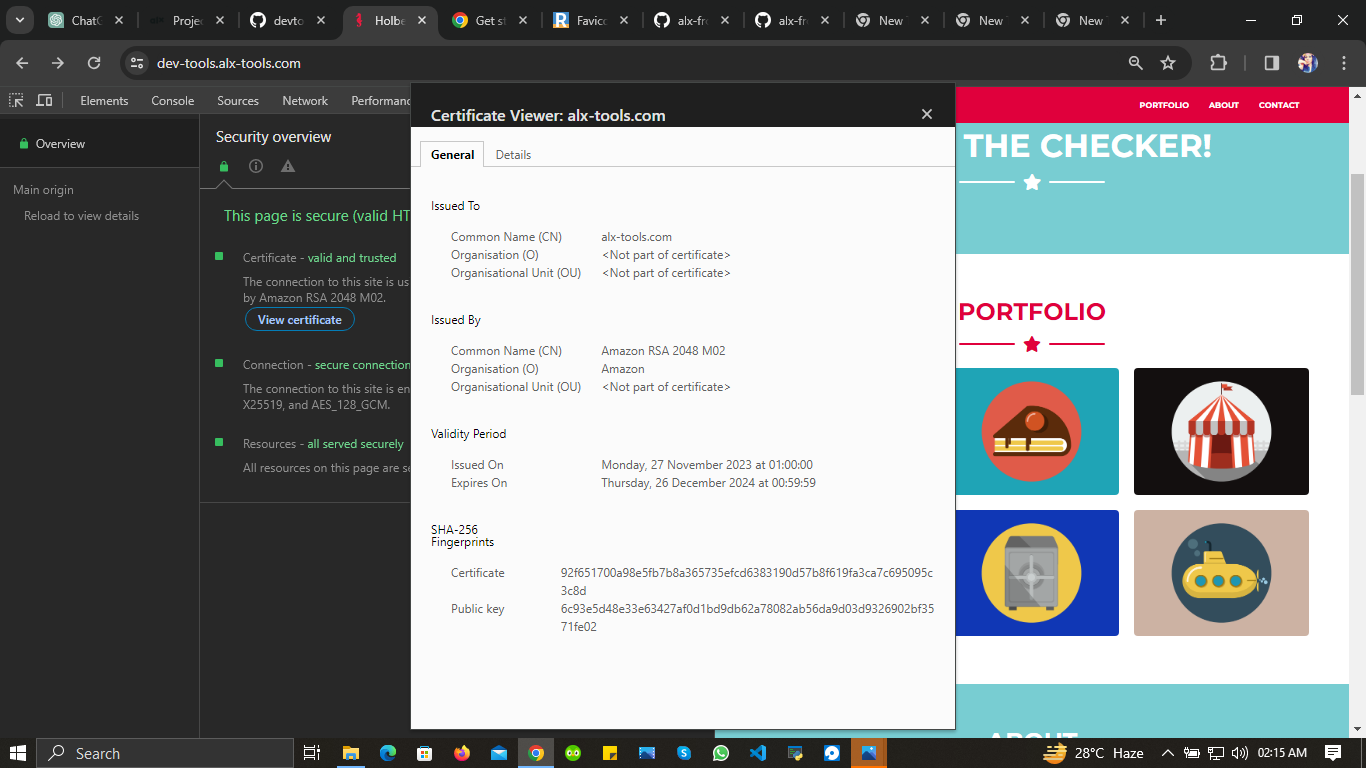 ChatG
Projec
devto
Holbe
Get st
Favicc
alx-fro
alx-fr
New
New
New
dev-tools.alx-tools.com
Elements
Console
Sources
Network
Performanc
Overview
Main origin
Reload to view details
Security overview
This page is secure (valid HT
Certificate - valid and trusted
The connection to this site is us
by Amazon RSA 2048 M02.
View certificate
Connection - secure connection
The connection to this site is en
X25519, and AES_128_GCM.
Resources - all served securely
All resources on this page are se
Certificate Viewer: alx-tools.com
General
Details
Issued To
Common Name (CN) alx-tools.com
Organisation (O) <Not part of certificate>
Organisational Unit (OU) <Not part of certificate>
Issued By
Common Name (CN) Amazon RSA 2048 M02
Organisation (O) Amazon
Organisational Unit (OU) <Not part of certificate>
Validity Period
Issued On Monday, 27 November 2023 at 01:00:00
Expires On Thursday, 26 December 2024 at 00:59:59
SHA-256
Fingerprints
Certificate 92f651700a98e5fb7b8a365735efcd6383190d57b8f619fa3ca7c695095c
3c8d
Public key 6c93e5d48e33e63427af0d1bd9db62a78082ab56da9d03d9326902bf35
71fe02
PORTFOLIO
ABOUT
CONTACT
THE CHECKER!
PORTFOLIO
ABOUT
Search
28°C Haze
02:15 AM